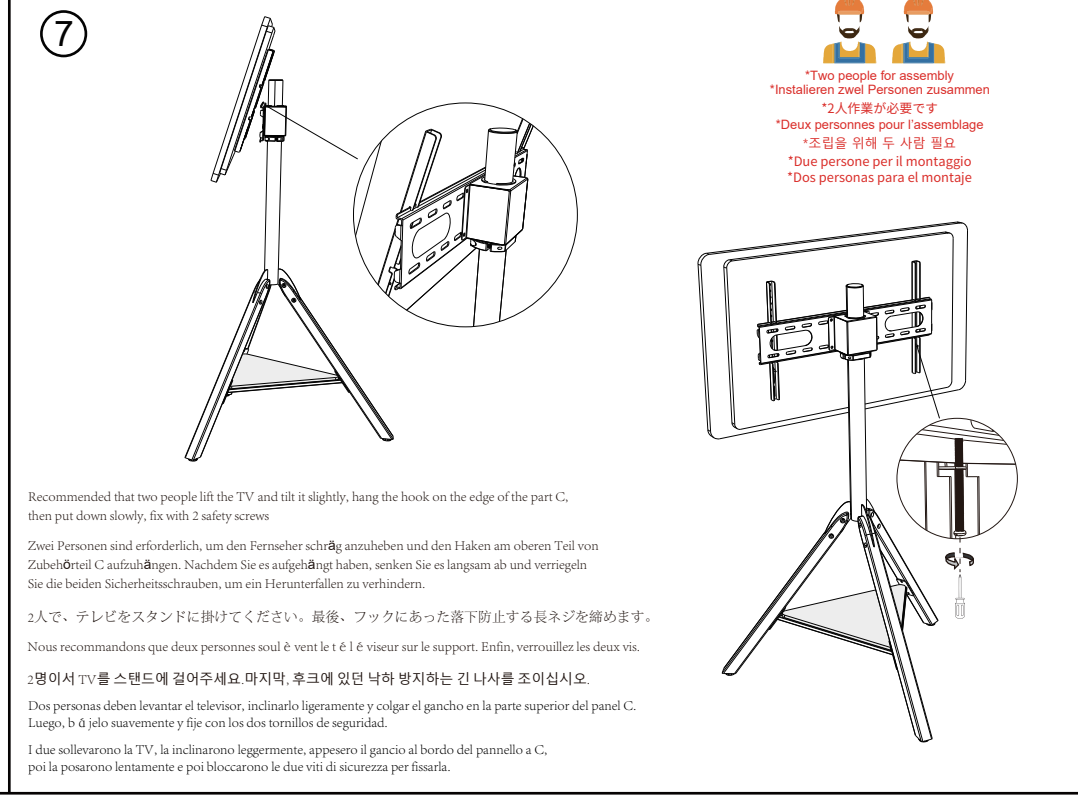 7
*Two people for assembly
*Instalieren zwel Personen zusammen
*2人作業が必要です
*Deux personnes pour l'assemblage
*조립을 위해 두 사람 필요
*Due persone per il montaggio
*Dos personas para el montaje
Recommended that two people lift the TV and tilt it slightly, hang the hook on the edge of the part C,
then put down slowly, fix with 2 safety screws
Zwei Personen sind erforderlich, um den Fernseher schräg anzuheben und den Haken am oberen Teil von
Zubehörteil C aufzuhängen. Nachdem Sie es aufgehängt haben, senken Sie es langsam ab und verriegeln
Sie die beiden Sicherheitsschrauben, um ein Herunterfallen zu verhindern.
2人で、テレビをスタンドに掛けてください。最後、フックにあった落下防止する長ネジを締めます。
Nous recommandons que deux personnes soul è vent le t é l é viseur sur le support. Enfin, verrouillez les deux vis.
2명이서 TV를 스탠드에 걸어주세요.마지막, 후크에 있던 낙하 방지하는 긴 나사를 조이십시오.
Dos personas deben levantar el televisor, inclinarlo ligeramente y colgar el gancho en la parte superior del panel C.
Luego, b á jelo suavemente y fije con los dos tornillos de seguridad.
I due sollevarono la TV, la inclinarono leggermente, appesero il gancio al bordo del pannello a C,
poi la posarono lentamente e poi bloccarono le due viti di sicurezza per fissarla.